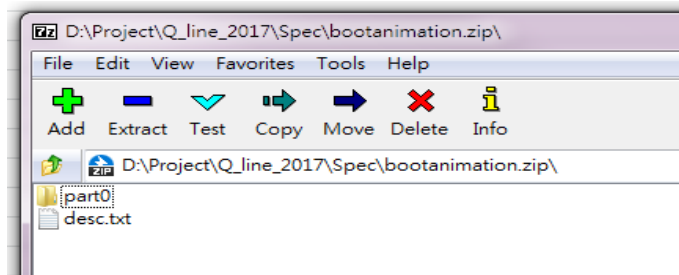 7z D:\Project\Q_line_2017\Spec\bootanimation.zip\
File Edit View Favorites Tools Help
Add Extract Test Copy Move Delete Info
ZIP D:\Project\Q_line_2017\Spec\bootanimation.zip\
part0
desc.txt